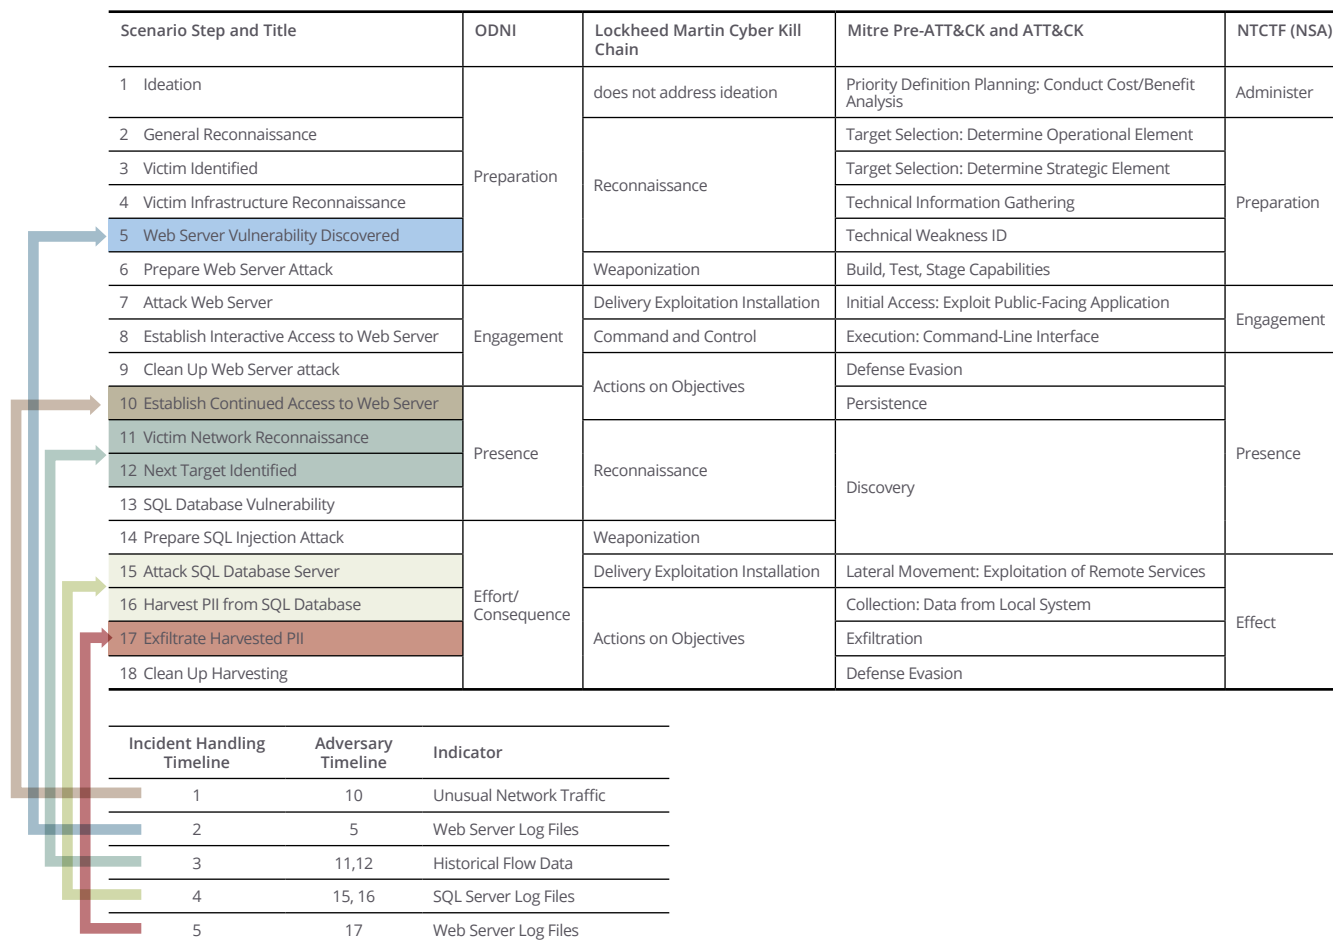 Scenario Step and Title ODNI Lockheed Martin Cyber Kill Mitre Pre-ATT&CK and ATT&CK NTCTF (NSA)
Chain
1 Ideation does not address ideation Priority Definition Planning: Conduct Cost/Benefit Administer
Analysis
2 General Reconnaissance Target Selection: Determine Operational Element
3 Victim Identified Target Selection: Determine Strategic Element
Preparation Reconnaissance
4 Victim Infrastructure Reconnaissance Technical Information Gathering Preparation
5 Web Server Vulnerability Discovered Technical Weakness ID
6 Prepare Web Server Attack Weaponization Build, Test, Stage Capabilities
7 Attack Web Server Delivery Exploitation Installation Initial Access: Exploit Public-Facing Application
Engagement
8 Establish Interactive Access to Web Server Engagement Command and Control Execution: Command-Line Interface
9 Clean Up Web Server attack Defense Evasion
Actions on Objectives
10 Establish Continued Access to Web Server Persistence
11 Victim Network Reconnaissance
Presence Presence
12 Next Target Identified Reconnaissance
Discovery
13 SQL Database Vulnerability
14 Prepare SQL Injection Attack Weaponization
15 Attack SQL Database Server Delivery Exploitation Installation Lateral Movement: Exploitation of Remote Services
Effort/
Consequence
16 Harvest PII from SQL Database Collection: Data from Local System
Effect
17 Exfiltrate Harvested PII Actions on Objectives Exfiltration
18 Clean Up Harvesting Defense Evasion
Incident Handling Adversary Indicator
Timeline Timeline
1 10 Unusual Network Traffic
2 5 Web Server Log Files
3 11,12 Historical Flow Data
4 15, 16 SQL Server Log Files
5 17 Web Server Log Files